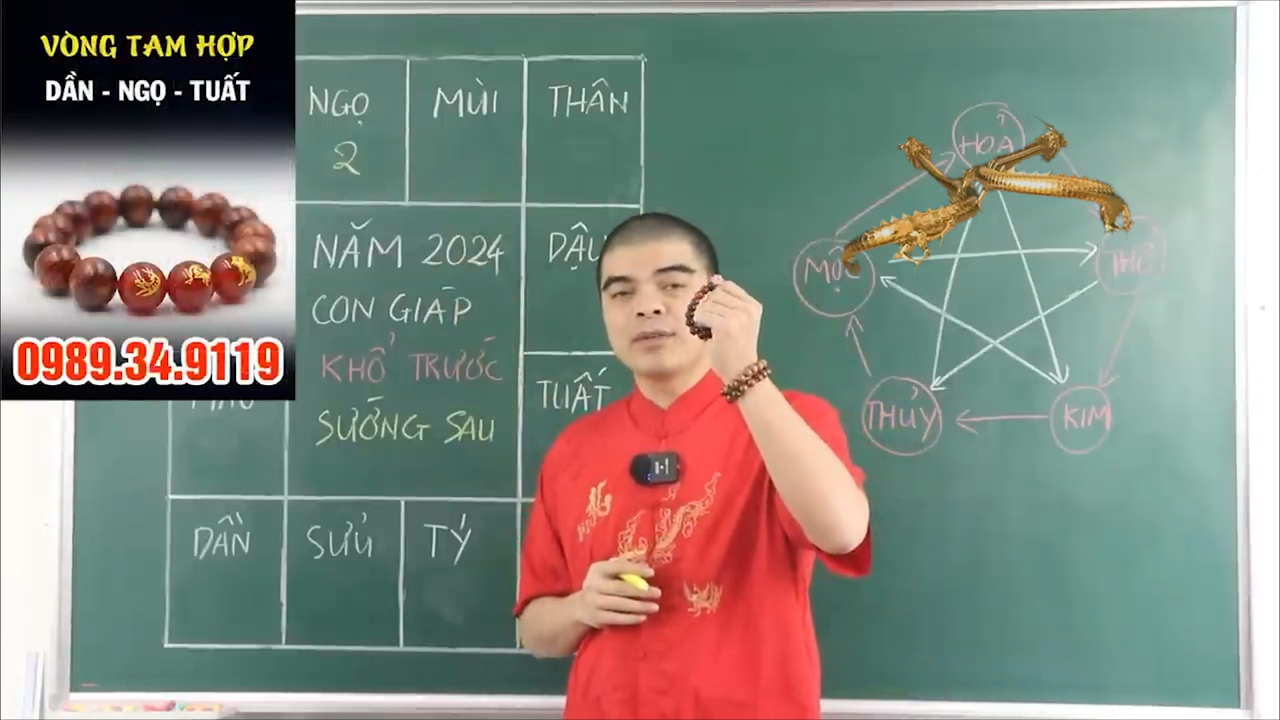 VÒNG TAM HỢP
DẦN - NGỌ - TUẤT
0989.34.9119
NGỌ
2
MÙI
THÂN
NĂM 2024
CON GIÁP
KHỔ TRƯỚC
SƯỚNG SAU
DẬU
TUẤT
DẦN
SỬU
TÝ
HOẢ
MỘC
THỔ
THỦY
KIM